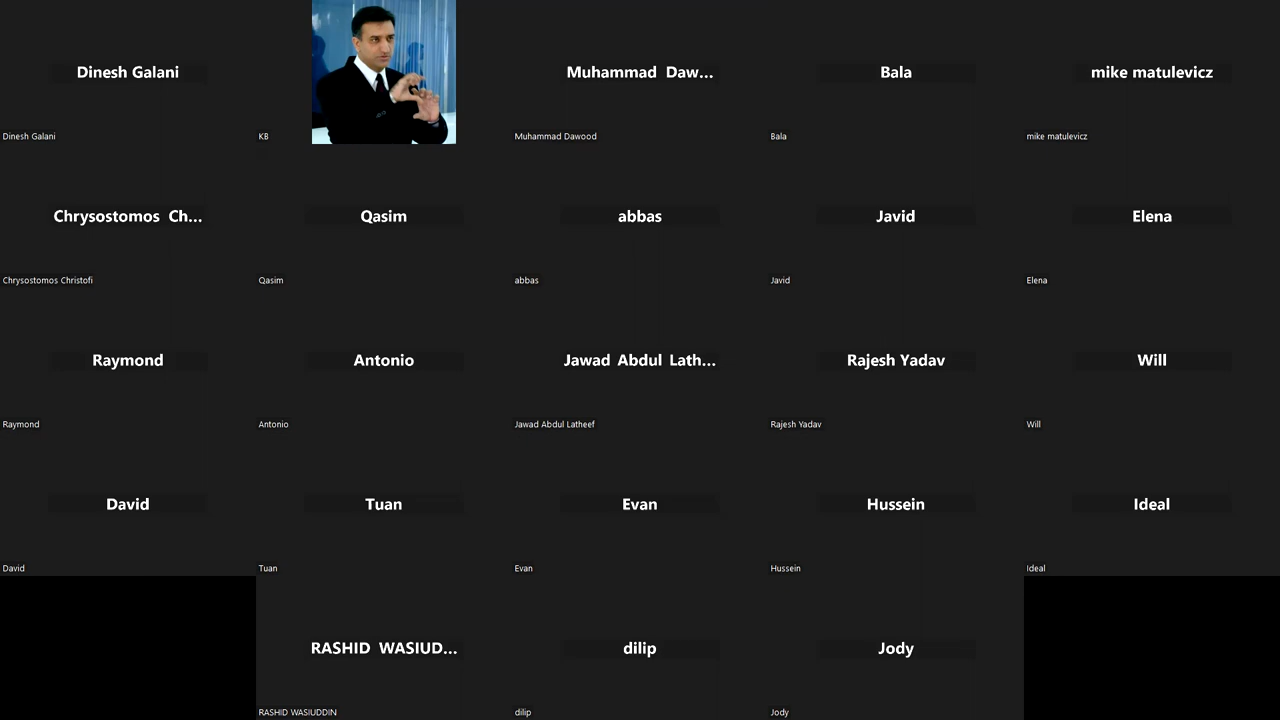 Dinesh Galani
Muhammad Daw...
Bala
mike matulevicz
Dinesh Galani
KB
Muhammad Dawood
Bala
mike matulevicz
Chrysostomos Ch...
Qasim
abbas
Javid
Elena
Chrysostomos Christofi
Qasim
abbas
Javid
Elena
Raymond
Antonio
Jawad Abdul Lath...
Rajesh Yadav
Will
Raymond
Antonio
Jawad Abdul Latheef
Rajesh Yadav
Will
David
Tuan
Evan
Hussein
Ideal
David
Tuan
Evan
Hussein
Ideal
RASHID WASIUD...
dilip
Jody
RASHID WASIUDDIN
dilip
Jody